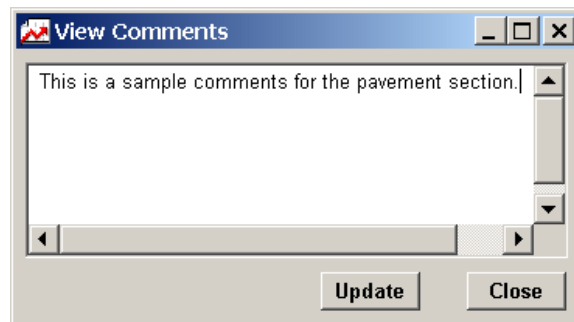 View Comments
This is a sample comments for the pavement section.
Update Close